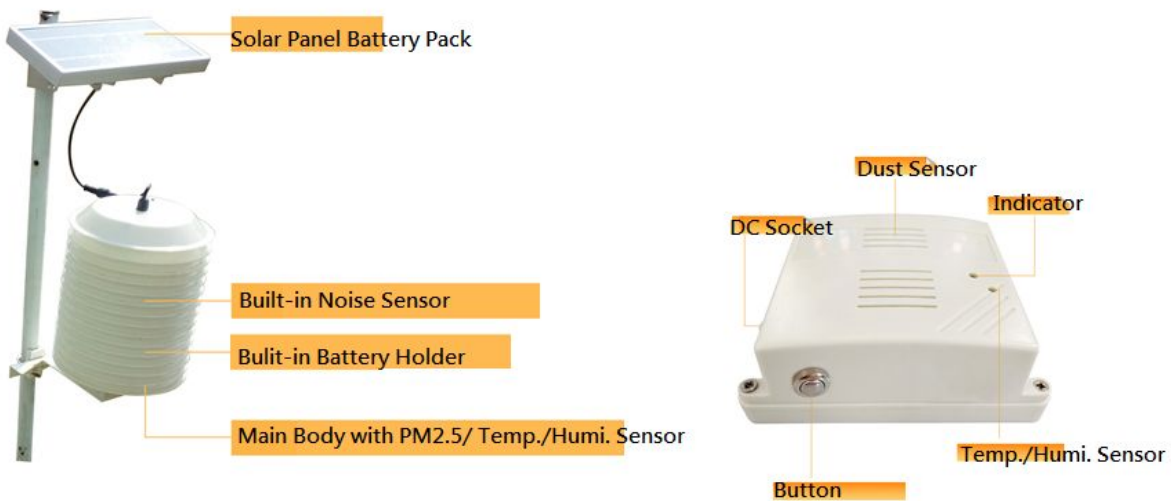 Solar Panel Battery Pack
Built-in Noise Sensor
Bulit-in Battery Holder
Main Body with PM2.5/ Temp./Humi. Sensor
Dust Sensor
Indicator
DC Socket
Temp./Humi. Sensor
Button